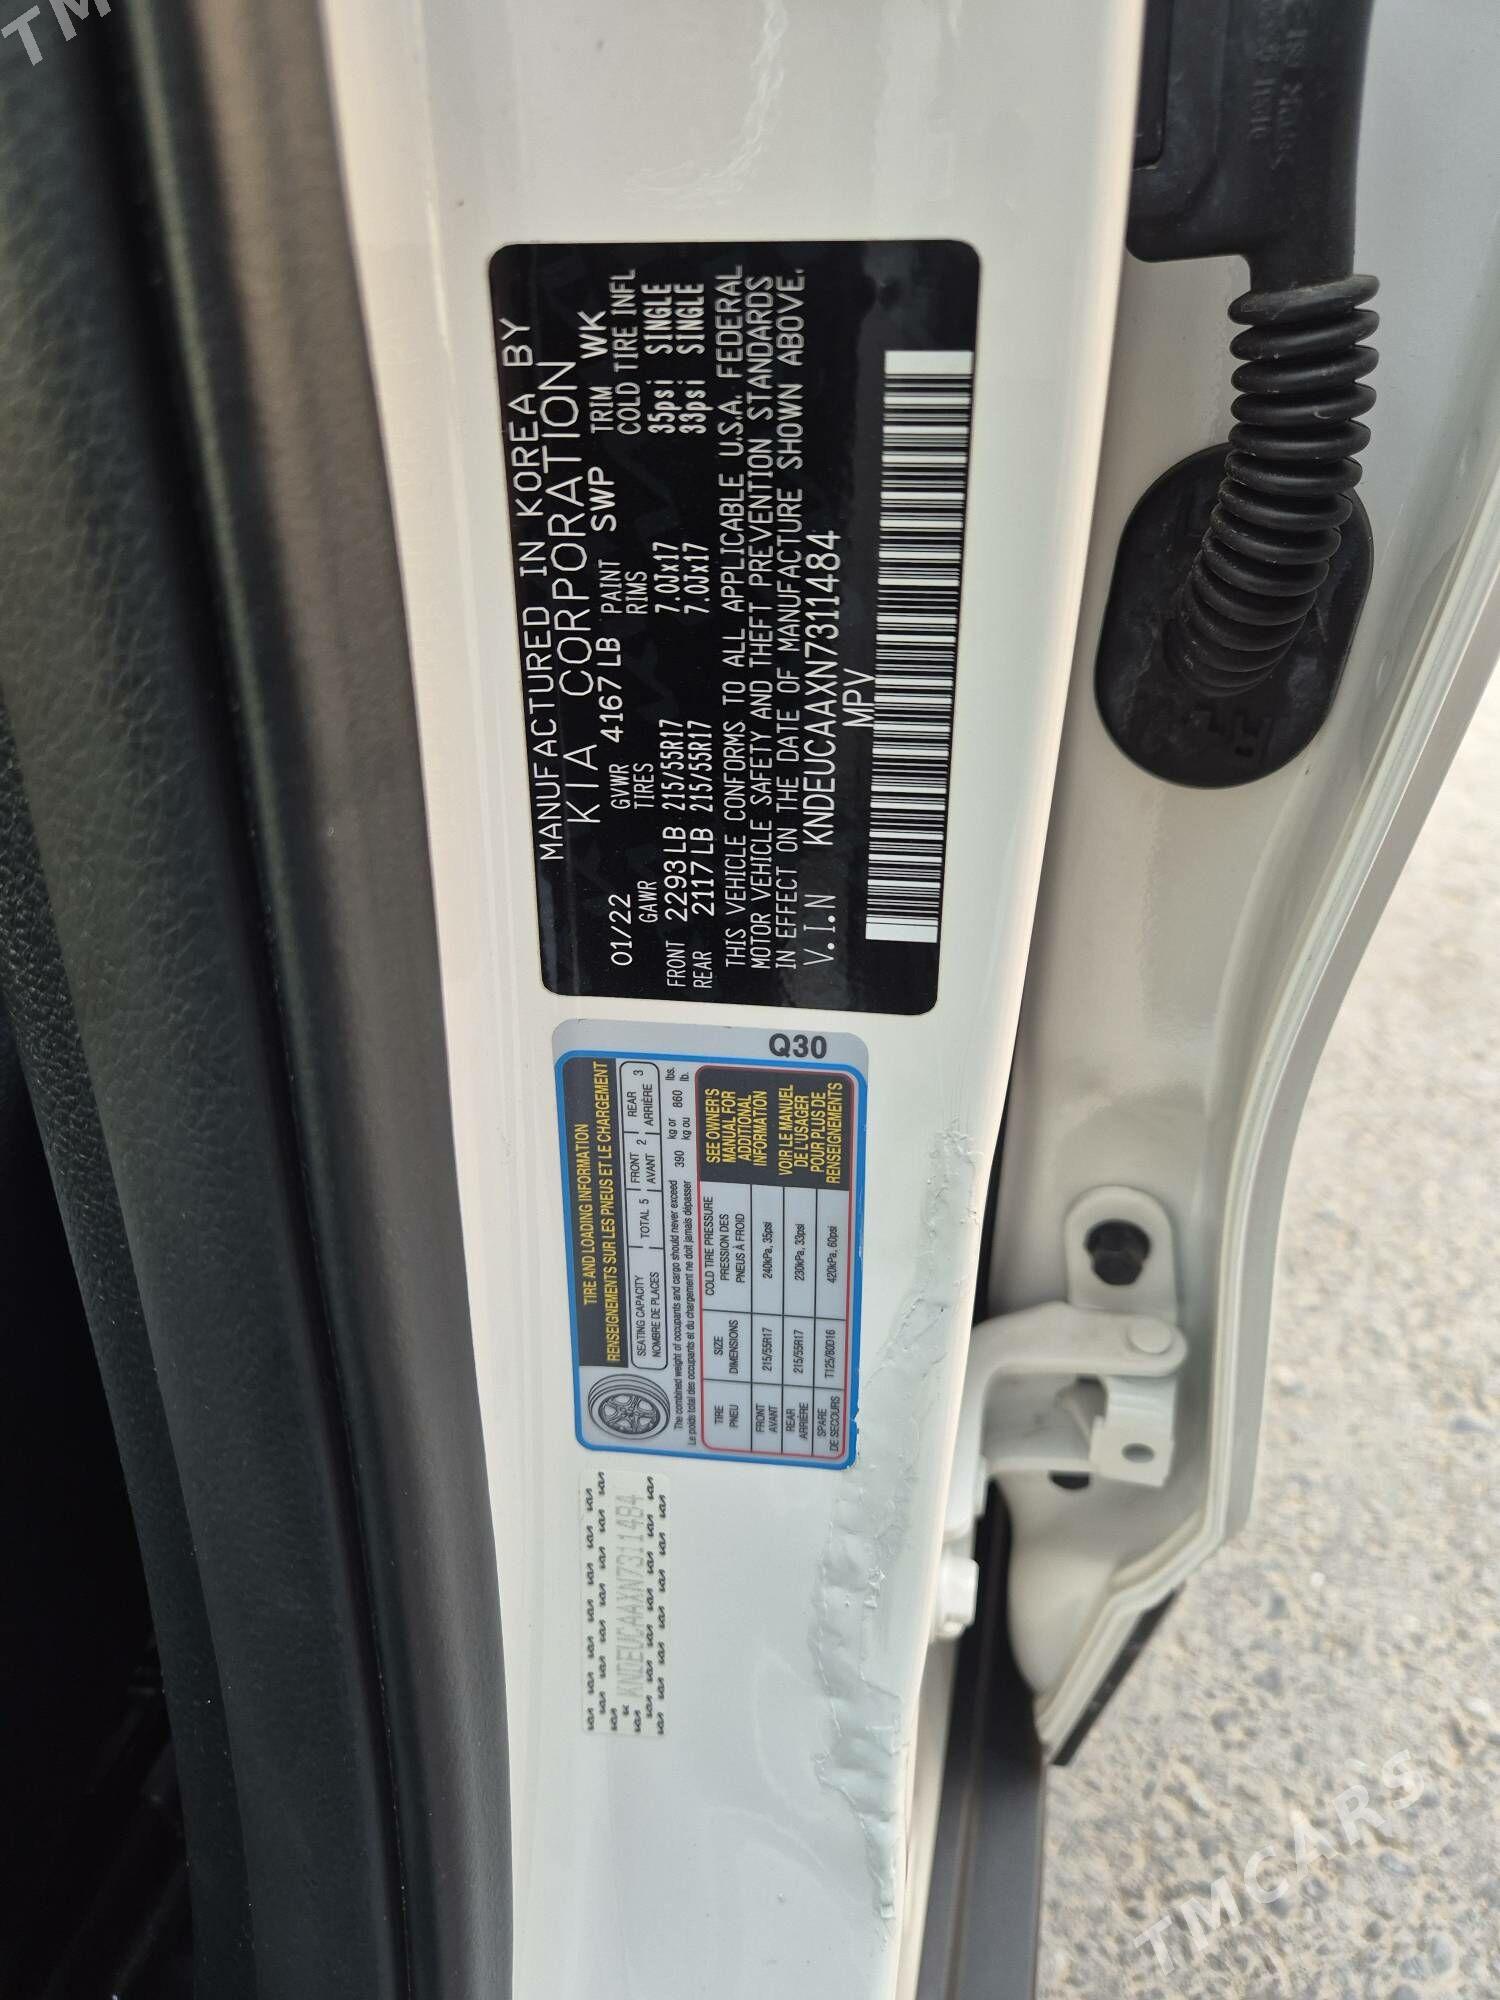 MANUFACTURED IN KOREA BY
KIA CORPORATION
01/22 GVWR 4167 LB PAINT SWP TRIM WK
GAWR TIRES RIMS COLD TIRE INFL
FRONT 2293 LB 215/55R17 7.0Jx17 35psi SINGLE
REAR 2117 LB 215/55R17 7.0Jx17 33psi SINGLE
THIS VEHICLE CONFORMS TO ALL APPLICABLE U.S.A. FEDERAL
MOTOR VEHICLE SAFETY AND THEFT PREVENTION STANDARDS
IN EFFECT ON THE DATE OF MANUFACTURE SHOWN ABOVE.
V.I.N KNDEUCAAXN7311484
MPV
Q30
TIRE AND LOADING INFORMATION
RENSEIGNEMENTS SUR LES PNEUS ET LE CHARGEMENT
SEATING CAPACITY TOTAL 5 FRONT 2 REAR 3
NOMBRE DE PLACES AVANT ARRIÈRE
The combined weight of occupants and cargo should never exceed 390 kg or 860 lbs.
Le poids total des occupants et du chargement ne doit jamais dépasser kg ou lb.
TIRE SIZE COLD TIRE PRESSURE
PNEU DIMENSIONS PRESSION DES PNEUS À FROID
FRONT AVANT 215/55R17 240kPa, 35psi
REAR ARRIÈRE 215/55R17 230kPa, 33psi
SPARE DE SECOURS T125/80D16 420kPa, 60psi
SEE OWNER'S
MANUAL FOR
ADDITIONAL
INFORMATION
VOIR LE MANUEL
DE L'USAGER
POUR PLUS DE
RENSEIGNEMENTS
KNDEUCAAXN7311484
TMCARS